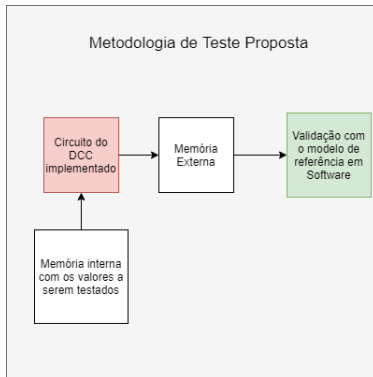 Metodologia de Teste Proposta
Circuito do
DCC
implementado
Memória
Externa
Validação com
o modelo de
referência em
Software
Memória interna
com os valores a
serem testados